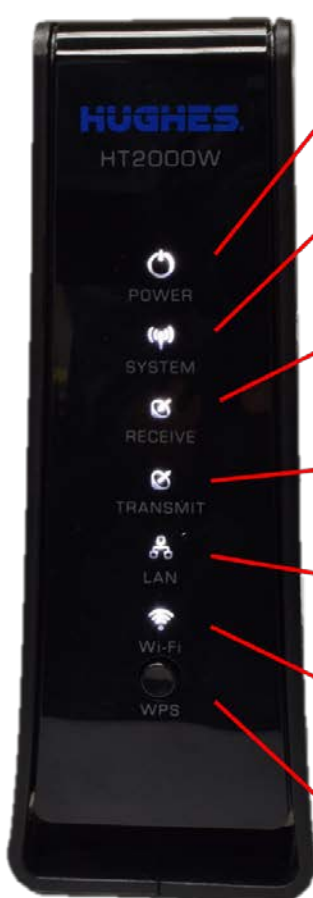 HUGHES.
HT2000W
POWER
SYSTEM
RECEIVE
TRANSMIT
LAN
Wi-Fi
WPS